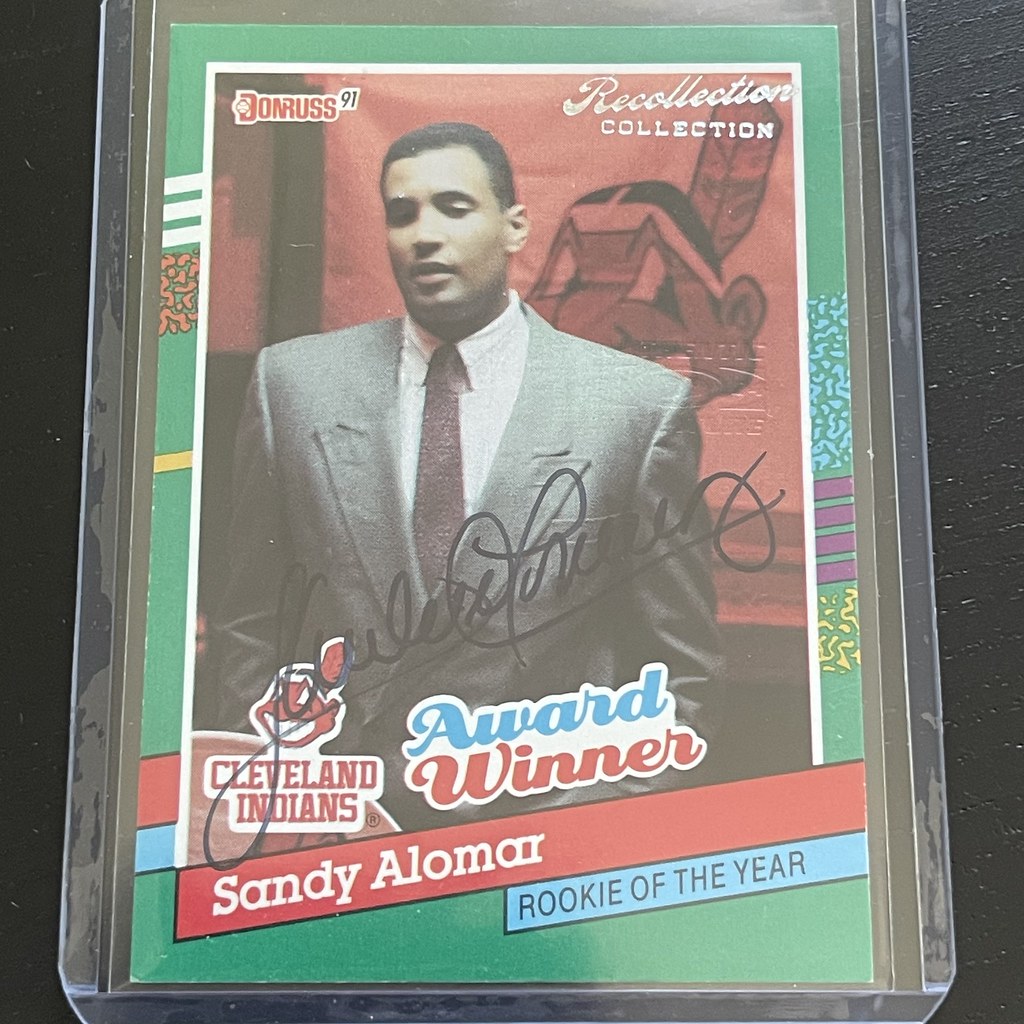 DONRUSS 91
Recollection
COLLECTION
CLEVELAND
INDIANS®
Award
Winner
Sandy Alomar
ROOKIE OF THE YEAR